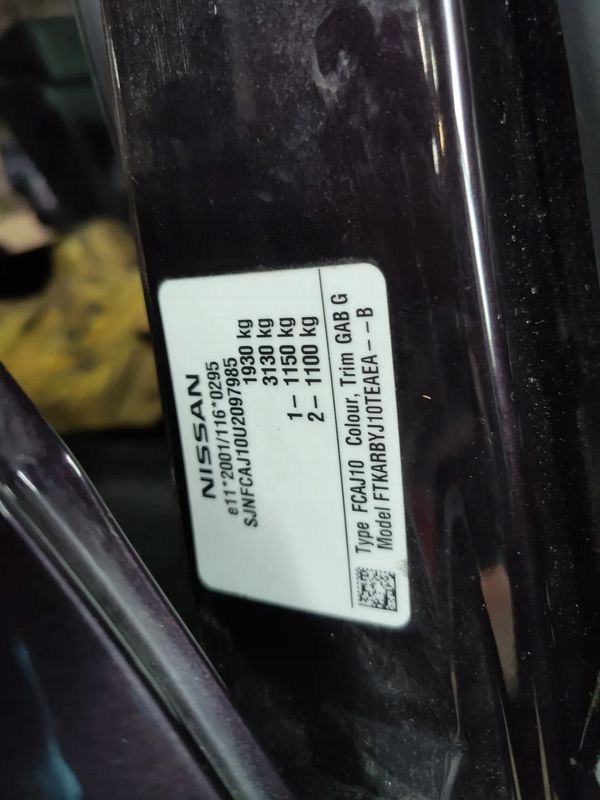 NISSAN
e11*2001/116*0295
SJNFCAJ10U2097985
1930 kg
3130 kg
1 – 1150 kg
2 – 1100 kg
Type FCAJ10 Colour, Trim GAB G
Model FTKARBYJ10TEAEA - - B